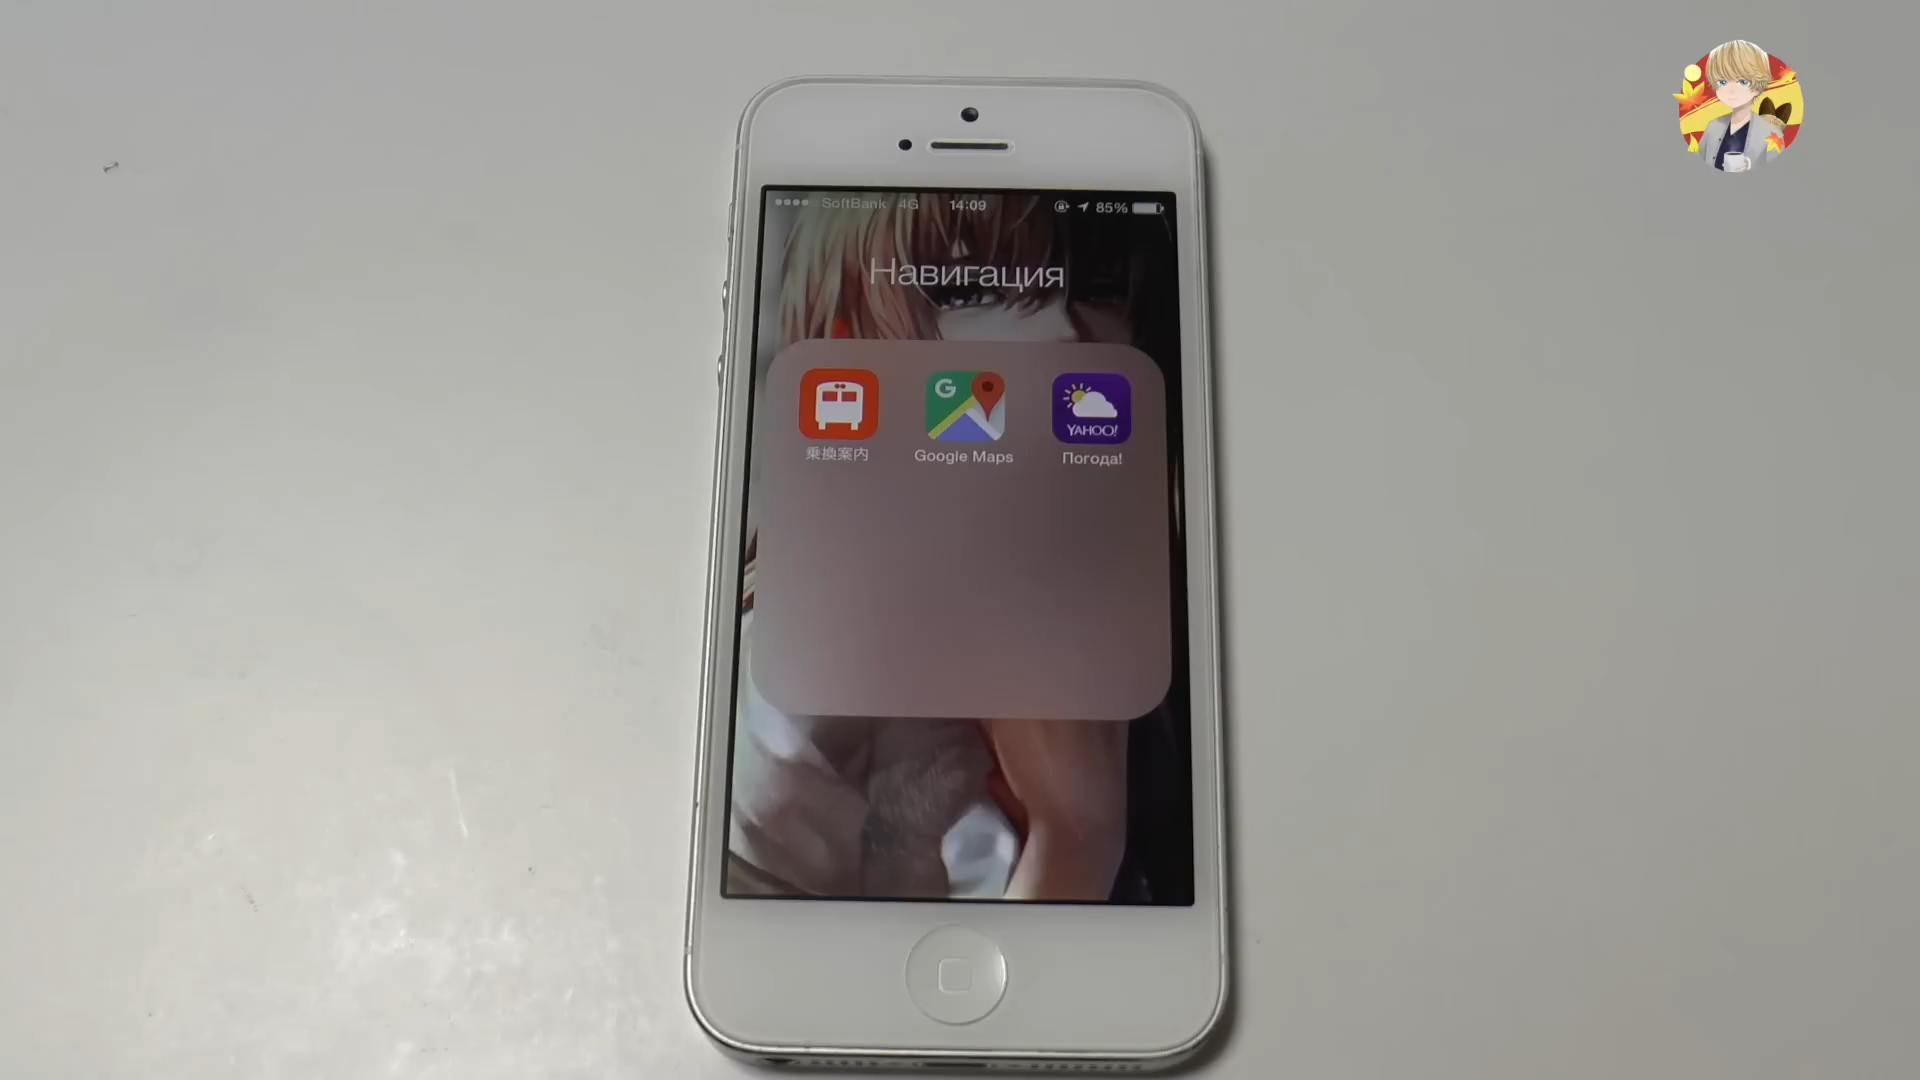 SoftBank 4G 14:09 85%
Навигация
G
YAHOO!
乗換案内 Google Maps Погода!